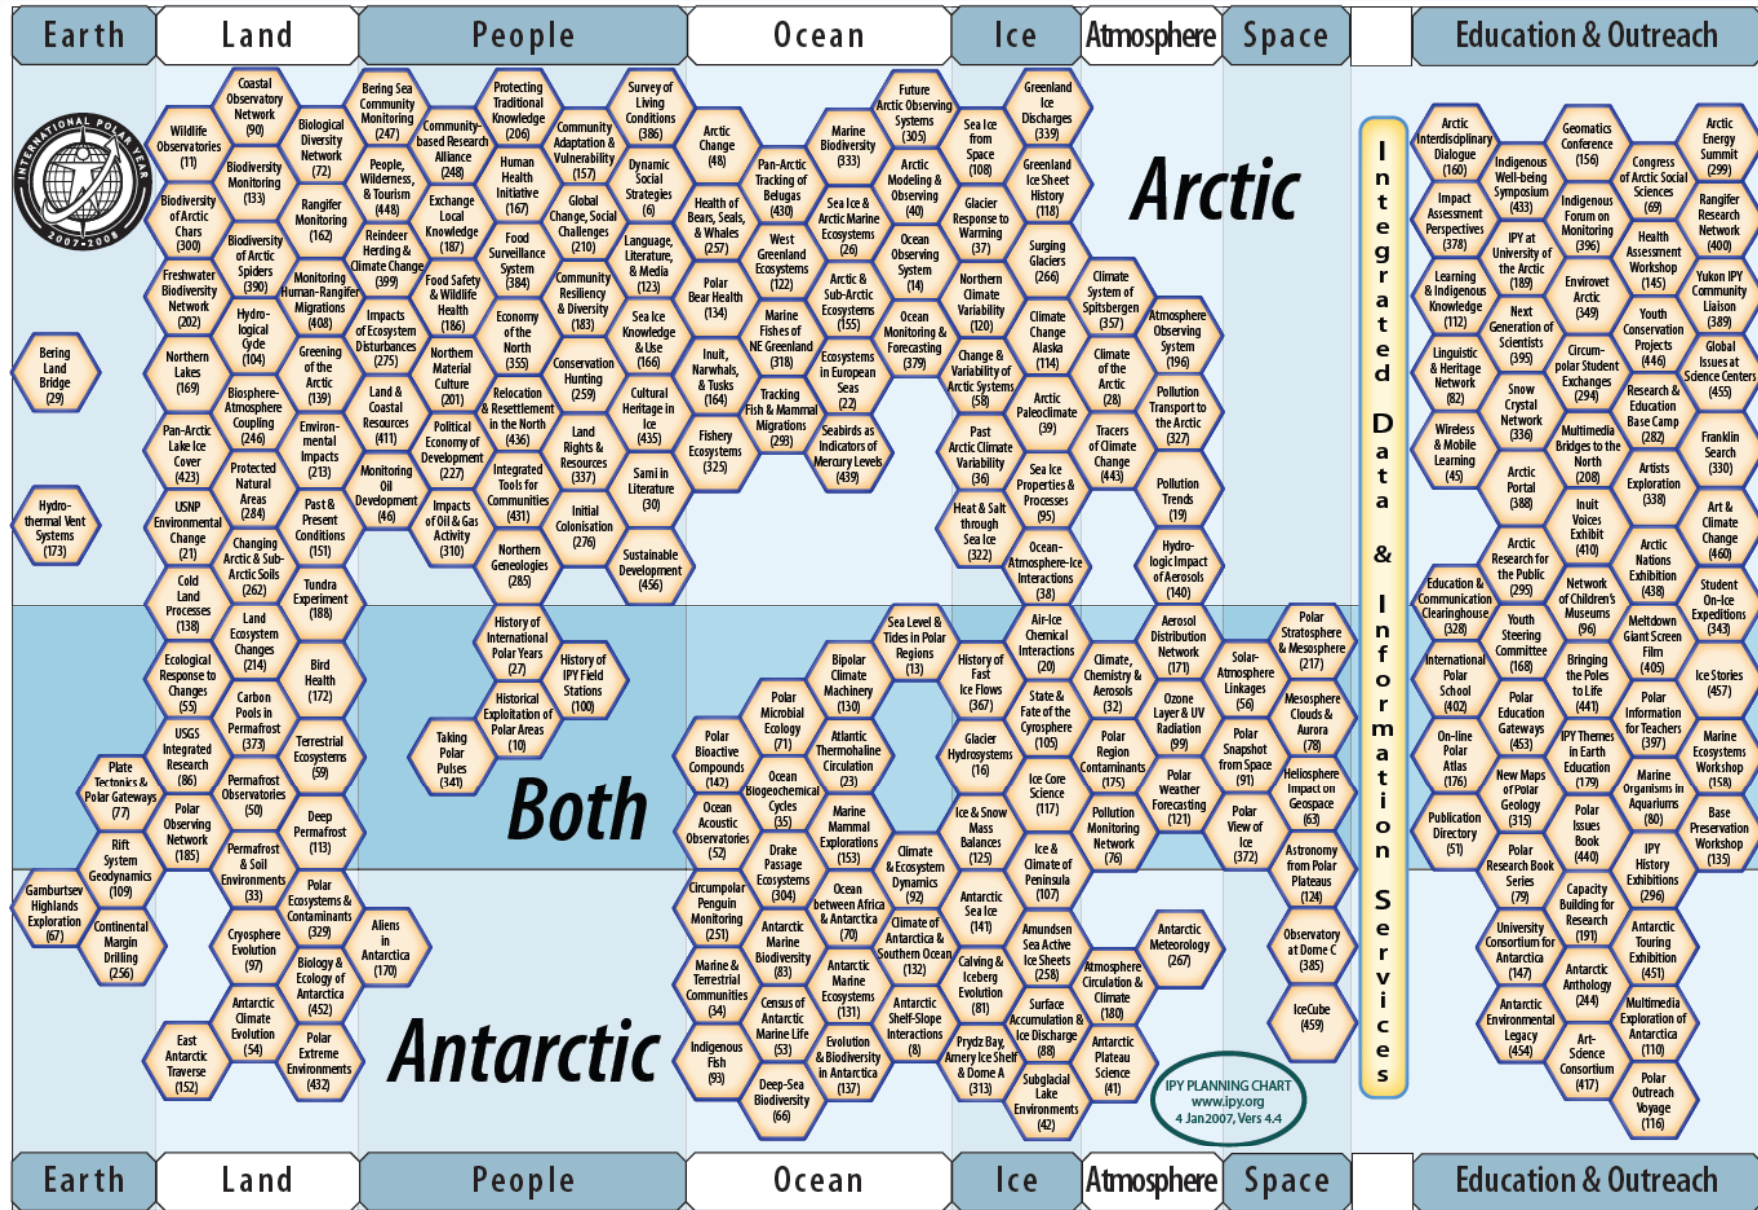 Earth
Land
People
Ocean
Ice
Atmosphere
Space
Education & Outreach
INTERNATIONAL POLAR YEAR
2007-2008
Arctic
Both
Antarctic
Bering
Land
Bridge
(29)
Hydro-
thermal Vent
Systems
(173)
Plate
Tectonics &
Polar Gateways
(77)
Rift
System
Geodynamics
(109)
Gamburtsev
Highlands
Exploration
(67)
Continental
Margin
Drilling
(256)
Wildlife
Observatories
(11)
Biodiversity
of Arctic
Chars
(300)
Freshwater
Biodiversity
Network
(202)
Northern
Lakes
(169)
Pan-Arctic
Lake Ice
Cover
(423)
USNP
Environmental
Change
(21)
Cold
Land
Processes
(138)
Ecological
Response to
Changes
(55)
USGS
Integrated
Research
(86)
Polar
Observing
Network
(185)
East
Antarctic
Traverse
(152)
Coastal
Observatory
Network
(90)
Biodiversity
Monitoring
(133)
Biodiversity
of Arctic
Spiders
(390)
Hydro-
logical
Cycle
(104)
Biosphere-
Atmosphere
Coupling
(246)
Protected
Natural
Areas
(284)
Changing
Arctic & Sub-
Arctic Soils
(262)
Land
Ecosystem
Changes
(214)
Carbon
Pools in
Permafrost
(373)
Permafrost
Observatories
(50)
Permafrost
& Soil
Environments
(33)
Cryosphere
Evolution
(97)
Antarctic
Climate
Evolution
(54)
Biological
Diversity
Network
(72)
Rangifer
Monitoring
(162)
Monitoring
Human-Rangifer
Migrations
(408)
Greening
of the
Arctic
(139)
Environ-
mental
Impacts
(213)
Past &
Present
Conditions
(151)
Tundra
Experiment
(188)
Bird
Health
(172)
Terrestrial
Ecosystems
(59)
Deep
Permafrost
(113)
Polar
Ecosystems &
Contaminants
(329)
Biology &
Ecology of
Antarctica
(452)
Polar
Extreme
Environments
(432)
Bering Sea
Community
Monitoring
(247)
People,
Wilderness,
& Tourism
(448)
Reindeer
Herding &
Climate Change
(399)
Impacts
of Ecosystem
Disturbances
(275)
Land &
Coastal
Resources
(411)
Monitoring
Oil
Development
(46)
Aliens
in
Antarctica
(170)
Community-
based Research
Alliance
(248)
Exchange
Local
Knowledge
(187)
Food Safety
& Wildlife
Health
(186)
Northern
Material
Culture
(201)
Political
Economy of
Development
(227)
Impacts
of Oil & Gas
Activity
(310)
Taking
Polar
Pulses
(341)
Protecting
Traditional
Knowledge
(206)
Human
Health
Initiative
(167)
Food
Surveillance
System
(384)
Economy
of the
North
(355)
Relocation
& Resettlement
in the North
(436)
Integrated
Tools for
Communities
(431)
Northern
Geneologies
(285)
History of
International
Polar Years
(27)
Historical
Exploitation of
Polar Areas
(10)
Community
Adaptation &
Vulnerability
(157)
Global
Change, Social
Challenges
(210)
Community
Resiliency
& Diversity
(183)
Conservation
Hunting
(259)
Land
Rights &
Resources
(337)
Initial
Colonisation
(276)
History of
IPY Field
Stations
(100)
Survey of
Living
Conditions
(386)
Dynamic
Social
Strategies
(6)
Language,
Literature,
& Media
(123)
Sea Ice
Knowledge
& Use
(166)
Cultural
Heritage in
Ice
(435)
Sami in
Literature
(30)
Sustainable
Development
(456)
Arctic
Change
(48)
Health of
Bears, Seals,
& Whales
(257)
Polar
Bear Health
(134)
Inuit,
Narwhals,
& Tusks
(164)
Fishery
Ecosystems
(325)
Polar
Bioactive
Compounds
(142)
Ocean
Acoustic
Observatories
(52)
Circumpolar
Penguin
Monitoring
(251)
Marine &
Terrestrial
Communities
(34)
Indigenous
Fish
(93)
Pan-Arctic
Tracking of
Belugas
(430)
West
Greenland
Ecosystems
(122)
Marine
Fishes of
NE Greenland
(318)
Tracking
Fish & Mammal
Migrations
(293)
Polar
Microbial
Ecology
(71)
Ocean
Biogeochemical
Cycles
(35)
Drake
Passage
Ecosystems
(304)
Antarctic
Marine
Biodiversity
(83)
Census of
Antarctic
Marine Life
(53)
Deep-Sea
Biodiversity
(66)
Marine
Biodiversity
(333)
Sea Ice &
Arctic Marine
Ecosystems
(26)
Arctic &
Sub-Arctic
Ecosystems
(155)
Ecosystems
in European
Seas
(22)
Seabirds as
Indicators of
Mercury Levels
(439)
Bipolar
Climate
Machinery
(130)
Atlantic
Thermohaline
Circulation
(23)
Marine
Mammal
Explorations
(153)
Ocean
between Africa
& Antarctica
(70)
Antarctic
Marine
Ecosystems
(131)
Evolution
& Biodiversity
in Antarctica
(137)
Future
Arctic Observing
Systems
(305)
Arctic
Modeling &
Observing
(40)
Ocean
Observing
System
(14)
Ocean
Monitoring &
Forecasting
(379)
Sea Level &
Tides in Polar
Regions
(13)
Climate
& Ecosystem
Dynamics
(92)
Climate of
Antarctica &
Southern Ocean
(132)
Antarctic
Shelf-Slope
Interactions
(8)
Sea Ice
from
Space
(108)
Glacier
Response to
Warming
(37)
Northern
Climate
Variability
(120)
Change &
Variability of
Arctic Systems
(58)
Past
Arctic Climate
Variability
(36)
Heat & Salt
through
Sea Ice
(322)
History of
Fast
Ice Flows
(367)
Glacier
Hydrosystems
(16)
Ice & Snow
Mass
Balances
(125)
Antarctic
Sea Ice
(141)
Calving &
Iceberg
Evolution
(81)
Prydz Bay,
Amery Ice Shelf
& Dome A
(313)
Greenland
Ice
Discharges
(339)
Greenland
Ice Sheet
History
(118)
Surging
Glaciers
(266)
Climate
Change
Alaska
(114)
Arctic
Paleoclimate
(39)
Sea Ice
Properties &
Processes
(95)
Ocean-
Atmosphere-Ice
Interactions
(38)
Air-Ice
Chemical
Interactions
(20)
State &
Fate of the
Cyrosphere
(105)
Ice Core
Science
(117)
Ice &
Climate of
Peninsula
(107)
Amundsen
Sea Active
Ice Sheets
(258)
Surface
Accumulation &
Ice Discharge
(88)
Subglacial
Lake
Environments
(42)
Climate
System of
Spitsbergen
(357)
Climate
of the
Arctic
(28)
Tracers
of Climate
Change
(443)
Climate,
Chemistry &
Aerosols
(32)
Polar
Region
Contaminants
(175)
Pollution
Monitoring
Network
(76)
Atmosphere
Circulation &
Climate
(180)
Antarctic
Plateau
Science
(41)
Atmosphere
Observing
System
(196)
Pollution
Transport to
the Arctic
(327)
Pollution
Trends
(19)
Hydro-
logic Impact
of Aerosols
(140)
Aerosol
Distribution
Network
(171)
Ozone
Layer & UV
Radiation
(99)
Polar
Weather
Forecasting
(121)
Antarctic
Meteorology
(267)
Solar-
Atmosphere
Linkages
(56)
Polar
Snapshot
from Space
(91)
Polar
View of
Ice
(372)
Polar
Stratosphere
& Mesosphere
(217)
Mesosphere
Clouds &
Aurora
(78)
Heliosphere
Impact on
Geospace
(63)
Astronomy
from Polar
Plateaus
(124)
Observatory
at Dome C
(385)
IceCube
(459)
IPY PLANNING CHART
www.ipy.org
4 Jan2007, Vers 4.4
Integrated Data & Information Services
Arctic
Interdisciplinary
Dialogue
(160)
Impact
Assessment
Perspectives
(378)
Learning
& Indigenous
Knowledge
(112)
Linguistic
& Heritage
Network
(82)
Wireless
& Mobile
Learning
(45)
Education &
Communication
Clearinghouse
(328)
International
Polar
School
(402)
On-line
Polar
Atlas
(176)
Publication
Directory
(51)
Indigenous
Well-being
Symposium
(433)
IPY at
University of
the Arctic
(189)
Next
Generation of
Scientists
(395)
Snow
Crystal
Network
(336)
Arctic
Portal
(388)
Arctic
Research for
the Public
(295)
Youth
Steering
Committee
(168)
Polar
Education
Gateways
(453)
New Maps
of Polar
Geology
(315)
Polar
Research Book
Series
(79)
University
Consortium for
Antarctica
(147)
Antarctic
Environmental
Legacy
(454)
Geomatics
Conference
(156)
Indigenous
Forum on
Monitoring
(396)
Envirovet
Arctic
(349)
Circum-
polar Student
Exchanges
(294)
Multimedia
Bridges to the
North
(208)
Inuit
Voices
Exhibit
(410)
Network
of Children's
Museums
(96)
Bringing
the Poles
to Life
(441)
IPY Themes
in Earth
Education
(179)
Polar
Issues
Book
(440)
Capacity
Building for
Research
(191)
Antarctic
Anthology
(244)
Art-
Science
Consortium
(417)
Congress
of Arctic Social
Sciences
(69)
Health
Assessment
Workshop
(145)
Youth
Conservation
Projects
(446)
Research &
Education
Base Camp
(282)
Artists
Exploration
(338)
Arctic
Nations
Exhibition
(438)
Meltdown
Giant Screen
Film
(405)
Polar
Information
for Teachers
(397)
Marine
Organisms in
Aquariums
(80)
IPY
History
Exhibitions
(296)
Antarctic
Touring
Exhibition
(451)
Multimedia
Exploration of
Antarctica
(110)
Polar
Outreach
Voyage
(116)
Arctic
Energy
Summit
(299)
Rangifer
Research
Network
(400)
Yukon IPY
Community
Liaison
(389)
Global
Issues at
Science Centers
(455)
Franklin
Search
(330)
Art &
Climate
Change
(460)
Student
On-Ice
Expeditions
(343)
Ice Stories
(457)
Marine
Ecosystems
Workshop
(158)
Base
Preservation
Workshop
(135)
Earth
Land
People
Ocean
Ice
Atmosphere
Space
Education & Outreach